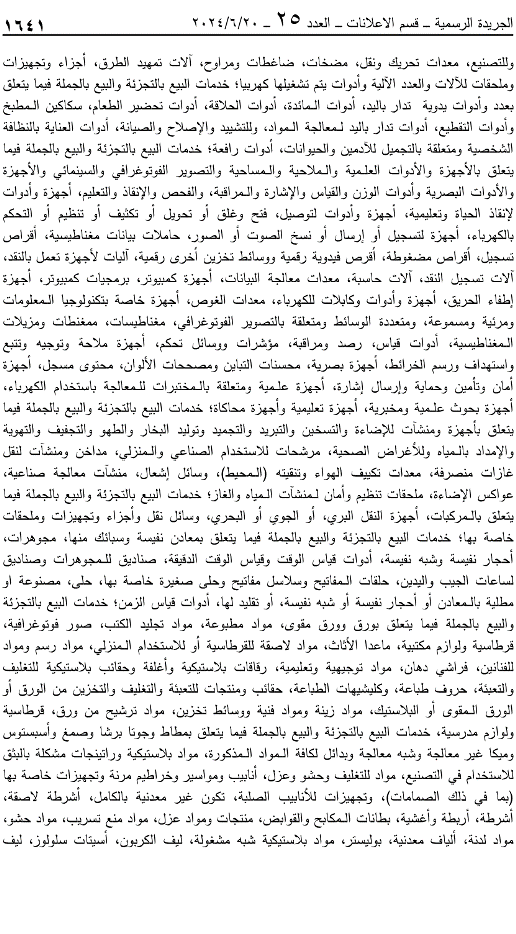 الجريدة الرسمية – قسم الاعلانات – العدد ٢٥ – ٢٠٢٤/٦/٢٠ ١٦٤١
وللتصنيع، معدات تحريك ونقل، مضخات، ضاغطات ومراوح، آلات تمهيد الطرق، أجزاء وتجهيزات
وملحقات للآلات والعدد الآلية وأدوات يتم تشغيلها كهربيا؛ خدمات البيع بالتجزئة والبيع بالجملة فيما يتعلق
بعدد وأدوات يدوية تدار باليد، أدوات المائدة، أدوات الحلاقة، أدوات تحضير الطعام، سكاكين المطبخ
وأدوات التقطيع، أدوات تدار باليد لمعالجة المواد، وللتشييد والإصلاح والصيانة، أدوات العناية بالنظافة
الشخصية ومتعلقة بالتجميل للآدمين والحيوانات، أدوات رافعة؛ خدمات البيع بالتجزئة والبيع بالجملة فيما
يتعلق بالأجهزة والأدوات العلمية والملاحية والمساحية والتصوير الفوتوغرافي والسينمائي والأجهزة
والأدوات البصرية وأدوات الوزن والقياس والإشارة والمراقبة، والفحص والإنقاذ والتعليم، أجهزة وأدوات
لإنقاذ الحياة وتعليمية، أجهزة وأدوات لتوصيل، فتح وغلق أو تحويل أو تكثيف أو تنظيم أو التحكم
بالكهرباء، أجهزة لتسجيل أو إرسال أو نسخ الصوت أو الصور، حاملات بيانات مغناطيسية، أقراص
تسجيل، أقراص مضغوطة، أقرص فيدوية رقمية ووسائط تخزين أخرى رقمية، آليات لأجهزة تعمل بالنقد،
آلات تسجيل النقد، آلات حاسبة، معدات معالجة البيانات، أجهزة كمبيوتر، برمجيات كمبيوتر، أجهزة
إطفاء الحريق، أجهزة وأدوات وكابلات للكهرباء، معدات الغوص، أجهزة خاصة بتكنولوجيا المعلومات
ومرئية ومسموعة، ومتعددة الوسائط ومتعلقة بالتصوير الفوتوغرافي، مغناطيسات، ممغنطات ومزيلات
المغناطيسية، أدوات قياس، رصد ومراقبة، مؤشرات ووسائل تحكم، أجهزة ملاحة وتوجيه وتتبع
واستهداف ورسم الخرائط، أجهزة بصرية، محسنات التباين ومصححات الألوان، محتوى مسجل، أجهزة
أمان وتأمين وحماية وإرسال إشارة، أجهزة علمية ومتعلقة بالمختبرات للمعالجة باستخدام الكهرباء،
أجهزة بحوث علمية ومخبرية، أجهزة تعليمية وأجهزة محاكاة؛ خدمات البيع بالتجزئة والبيع بالجملة فيما
يتعلق بأجهزة ومنشآت للإضاءة والتسخين والتبريد والتجميد وتوليد البخار والطهو والتجفيف والتهوية
والإمداد بالمياه وللأغراض الصحية، مرشحات للاستخدام الصناعي والمنزلي، مداخن ومنشآت لنقل
غازات منصرفة، معدات تكييف الهواء وتنقيته (المحيط)، وسائل إشعال، منشآت معالجة صناعية،
عواكس الإضاءة، ملحقات تنظيم وأمان لمنشآت المياه والغاز؛ خدمات البيع بالتجزئة والبيع بالجملة فيما
يتعلق بالمركبات، أجهزة النقل البري، أو الجوي أو البحري، وسائل نقل وأجزاء وتجهيزات وملحقات
خاصة بها؛ خدمات البيع بالتجزئة والبيع بالجملة فيما يتعلق بمعادن نفيسة وسبائك منها، مجوهرات،
أحجار نفيسة وشبه نفيسة، أدوات قياس الوقت وقياس الوقت الدقيقة، صناديق للمجوهرات وصناديق
لساعات الجيب واليدين، حلقات المفاتيح وسلاسل مفاتيح وحلى صغيرة خاصة بها، حلى، مصنوعة او
مطلية بالمعادن أو أحجار نفيسة أو شبه نفيسة، أو تقليد لها، أدوات قياس الزمن؛ خدمات البيع بالتجزئة
والبيع بالجملة فيما يتعلق بورق وورق مقوى، مواد مطبوعة، مواد تجليد الكتب، صور فوتوغرافية،
قرطاسية ولوازم مكتبية، ماعدا الأثاث، مواد لاصقة للقرطاسية أو للاستخدام المنزلي، مواد رسم ومواد
للفنانين، فراشي دهان، مواد توجيهية وتعليمية، رقاقات بلاستيكية وأغلفة وحقائب بلاستيكية للتغليف
والتعبئة، حروف طباعة، وكليشيهات الطباعة، حقائب ومنتجات للتعبئة والتغليف والتخزين من الورق أو
الورق المقوى أو البلاستيك، مواد زينة ومواد فنية ووسائط تخزين، مواد ترشيح من ورق، قرطاسية
ولوازم مدرسية، خدمات البيع بالتجزئة والبيع بالجملة فيما يتعلق بمطاط وجوتا برشا وصمغ وأسبستوس
وميكا غير معالجة وشبه معالجة وبدائل لكافة المواد المذكورة، مواد بلاستيكية وراتينجات مشكلة بالبثق
للاستخدام في التصنيع، مواد للتغليف وحشو وعزل، أنابيب ومواسير وخراطيم مرنة وتجهيزات خاصة بها
(بما في ذلك الصمامات)، وتجهيزات للأنابيب الصلبة، تكون غير معدنية بالكامل، أشرطة لاصقة،
أشرطة، أربطة وأغشية، بطانات المكابح والقوابض، منتجات ومواد عزل، مواد منع تسريب، مواد حشو،
مواد لدنة، ألياف معدنية، بوليستر، مواد بلاستيكية شبه مشغولة، ليف الكربون، أسيتات سلولوز، ليف